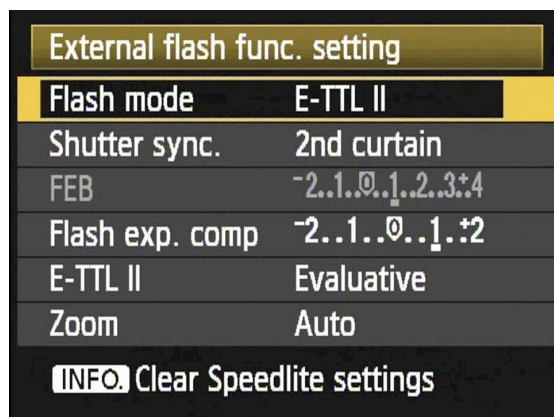 External flash func. setting
Flash mode E-TTL II
Shutter sync. 2nd curtain
FEB -2..1..0..1..2..3..+4
Flash exp. comp -2..1..0..1..+2
E-TTL II Evaluative
Zoom Auto
INFO. Clear Speedlite settings